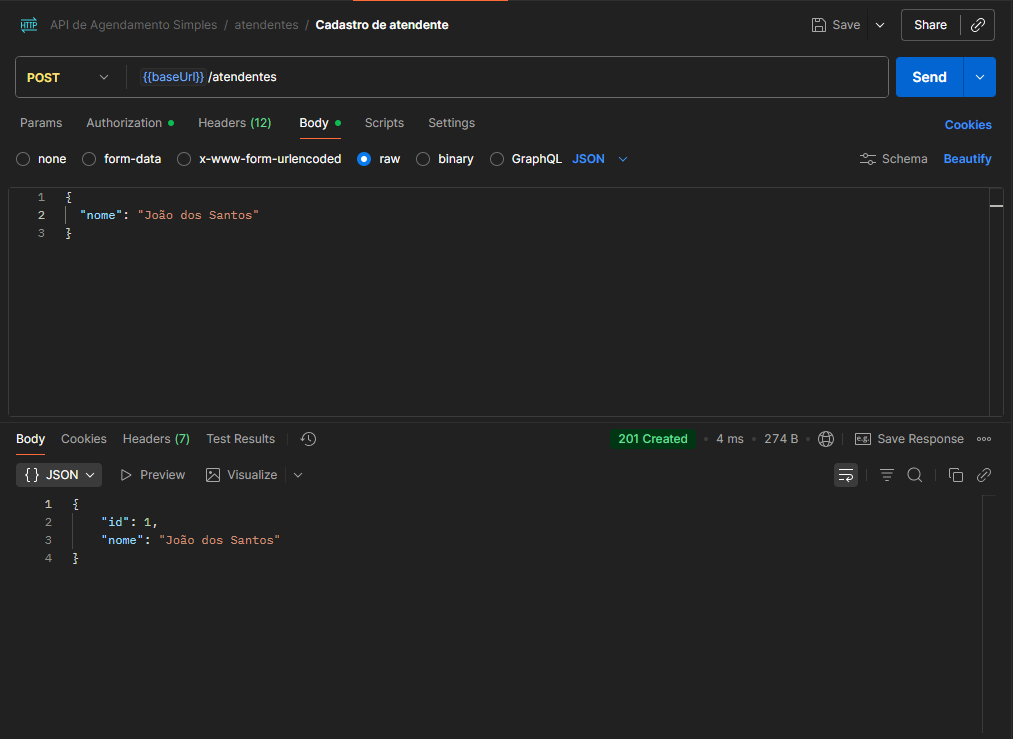 HTTP API de Agendamento Simples / atendentes / Cadastro de atendente Save Share
POST {{baseUrl}} /atendentes Send
Params Authorization Headers (12) Body Scripts Settings Cookies
none form-data x-www-form-urlencoded raw binary GraphQL JSON Schema Beautify
1 {
2 "nome": "João dos Santos"
3 }
Body Cookies Headers (7) Test Results 201 Created • 4 ms • 274 B e.g. Save Response
{} JSON Preview Visualize
1 {
2 "id": 1,
3 "nome": "João dos Santos"
4 }